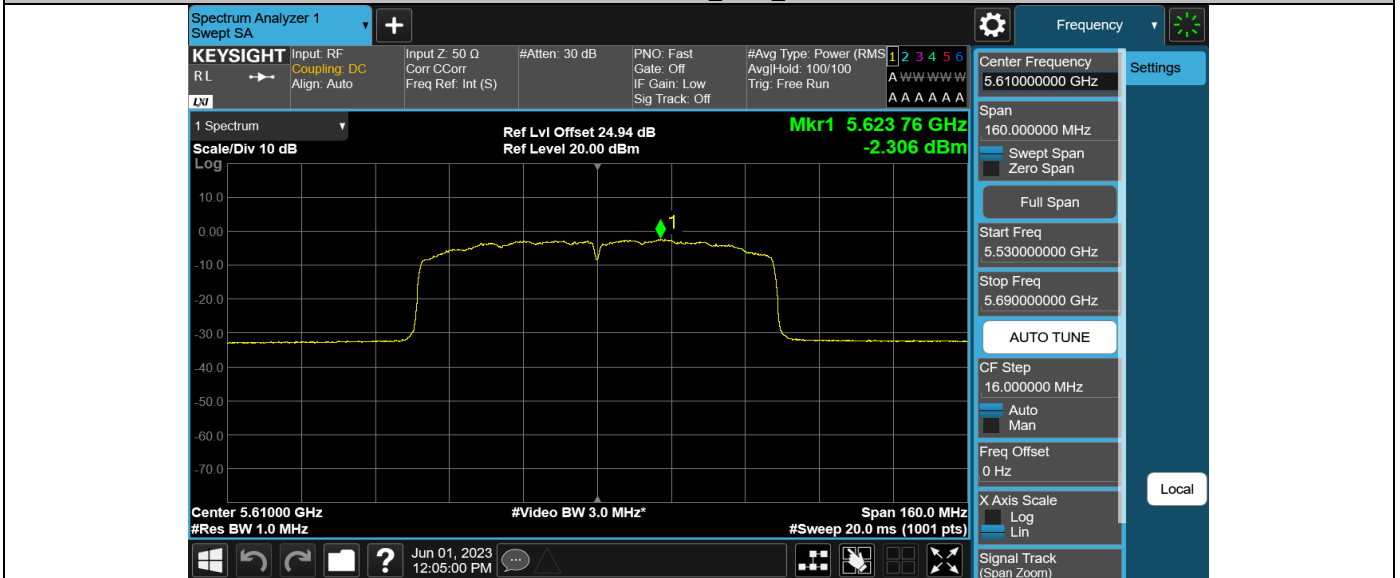 Spectrum Analyzer 1
Swept SA
+
Frequency
KEYSIGHT
RL
LXI
Input: RF
Coupling: DC
Align: Auto
Input Z: 50 Ω
Corr CCorr
Freq Ref: Int (S)
#Atten: 30 dB
PNO: Fast
Gate: Off
IF Gain: Low
Sig Track: Off
#Avg Type: Power (RMS
Avg|Hold: 100/100
Trig: Free Run
1 2 3 4 5 6
A W W W W W
A A A A A A
1 Spectrum
Scale/Div 10 dB
Log
Ref Lvl Offset 24.94 dB
Ref Level 20.00 dBm
Mkr1 5.623 76 GHz
-2.306 dBm
10.0
0.00
-10.0
-20.0
-30.0
-40.0
-50.0
-60.0
-70.0
1
Center 5.61000 GHz
#Res BW 1.0 MHz
#Video BW 3.0 MHz*
Span 160.0 MHz
#Sweep 20.0 ms (1001 pts)
Center Frequency
5.610000000 GHz
Settings
Span
160.000000 MHz
Swept Span
Zero Span
Full Span
Start Freq
5.530000000 GHz
Stop Freq
5.690000000 GHz
AUTO TUNE
CF Step
16.000000 MHz
Auto
Man
Freq Offset
0 Hz
X Axis Scale
Log
Lin
Local
Signal Track
(Span Zoom)
?
Jun 01, 2023
12:05:00 PM